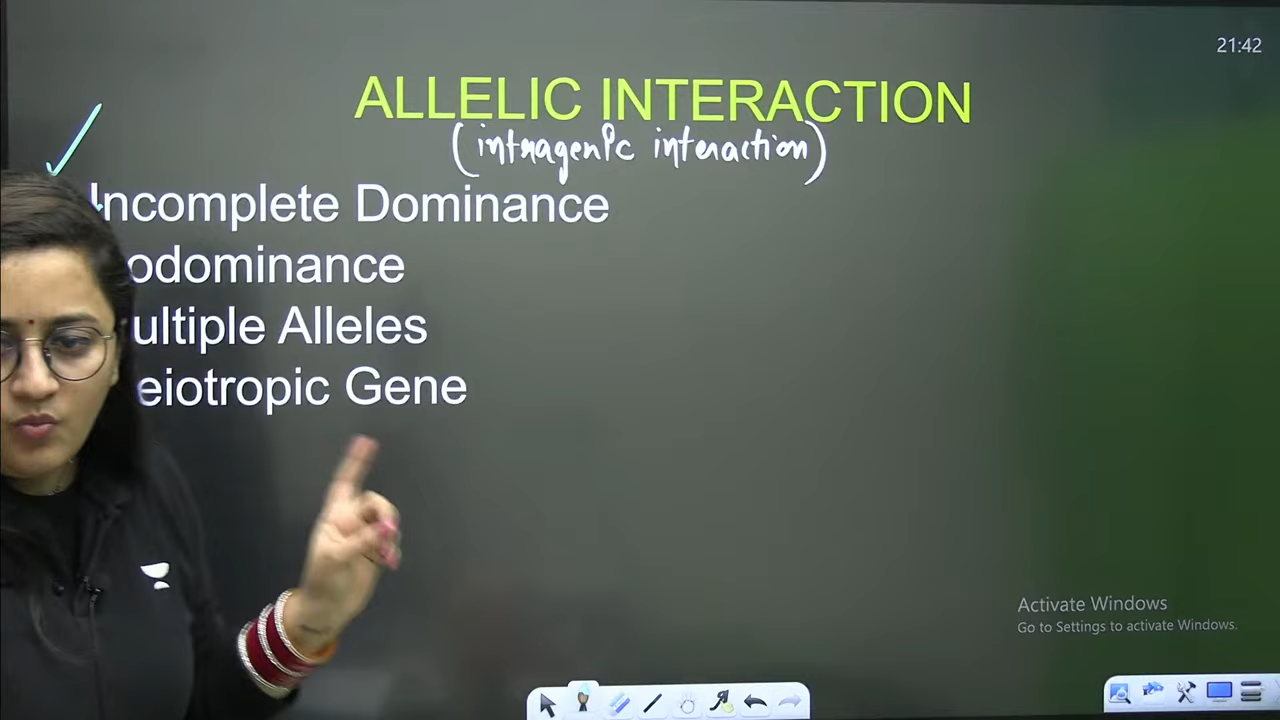 21:42
ALLELIC INTERACTION
(intragenic interaction)
Incomplete Dominance
odominance
ultiple Alleles
eiotropic Gene
Activate Windows
Go to Settings to activate Windows.